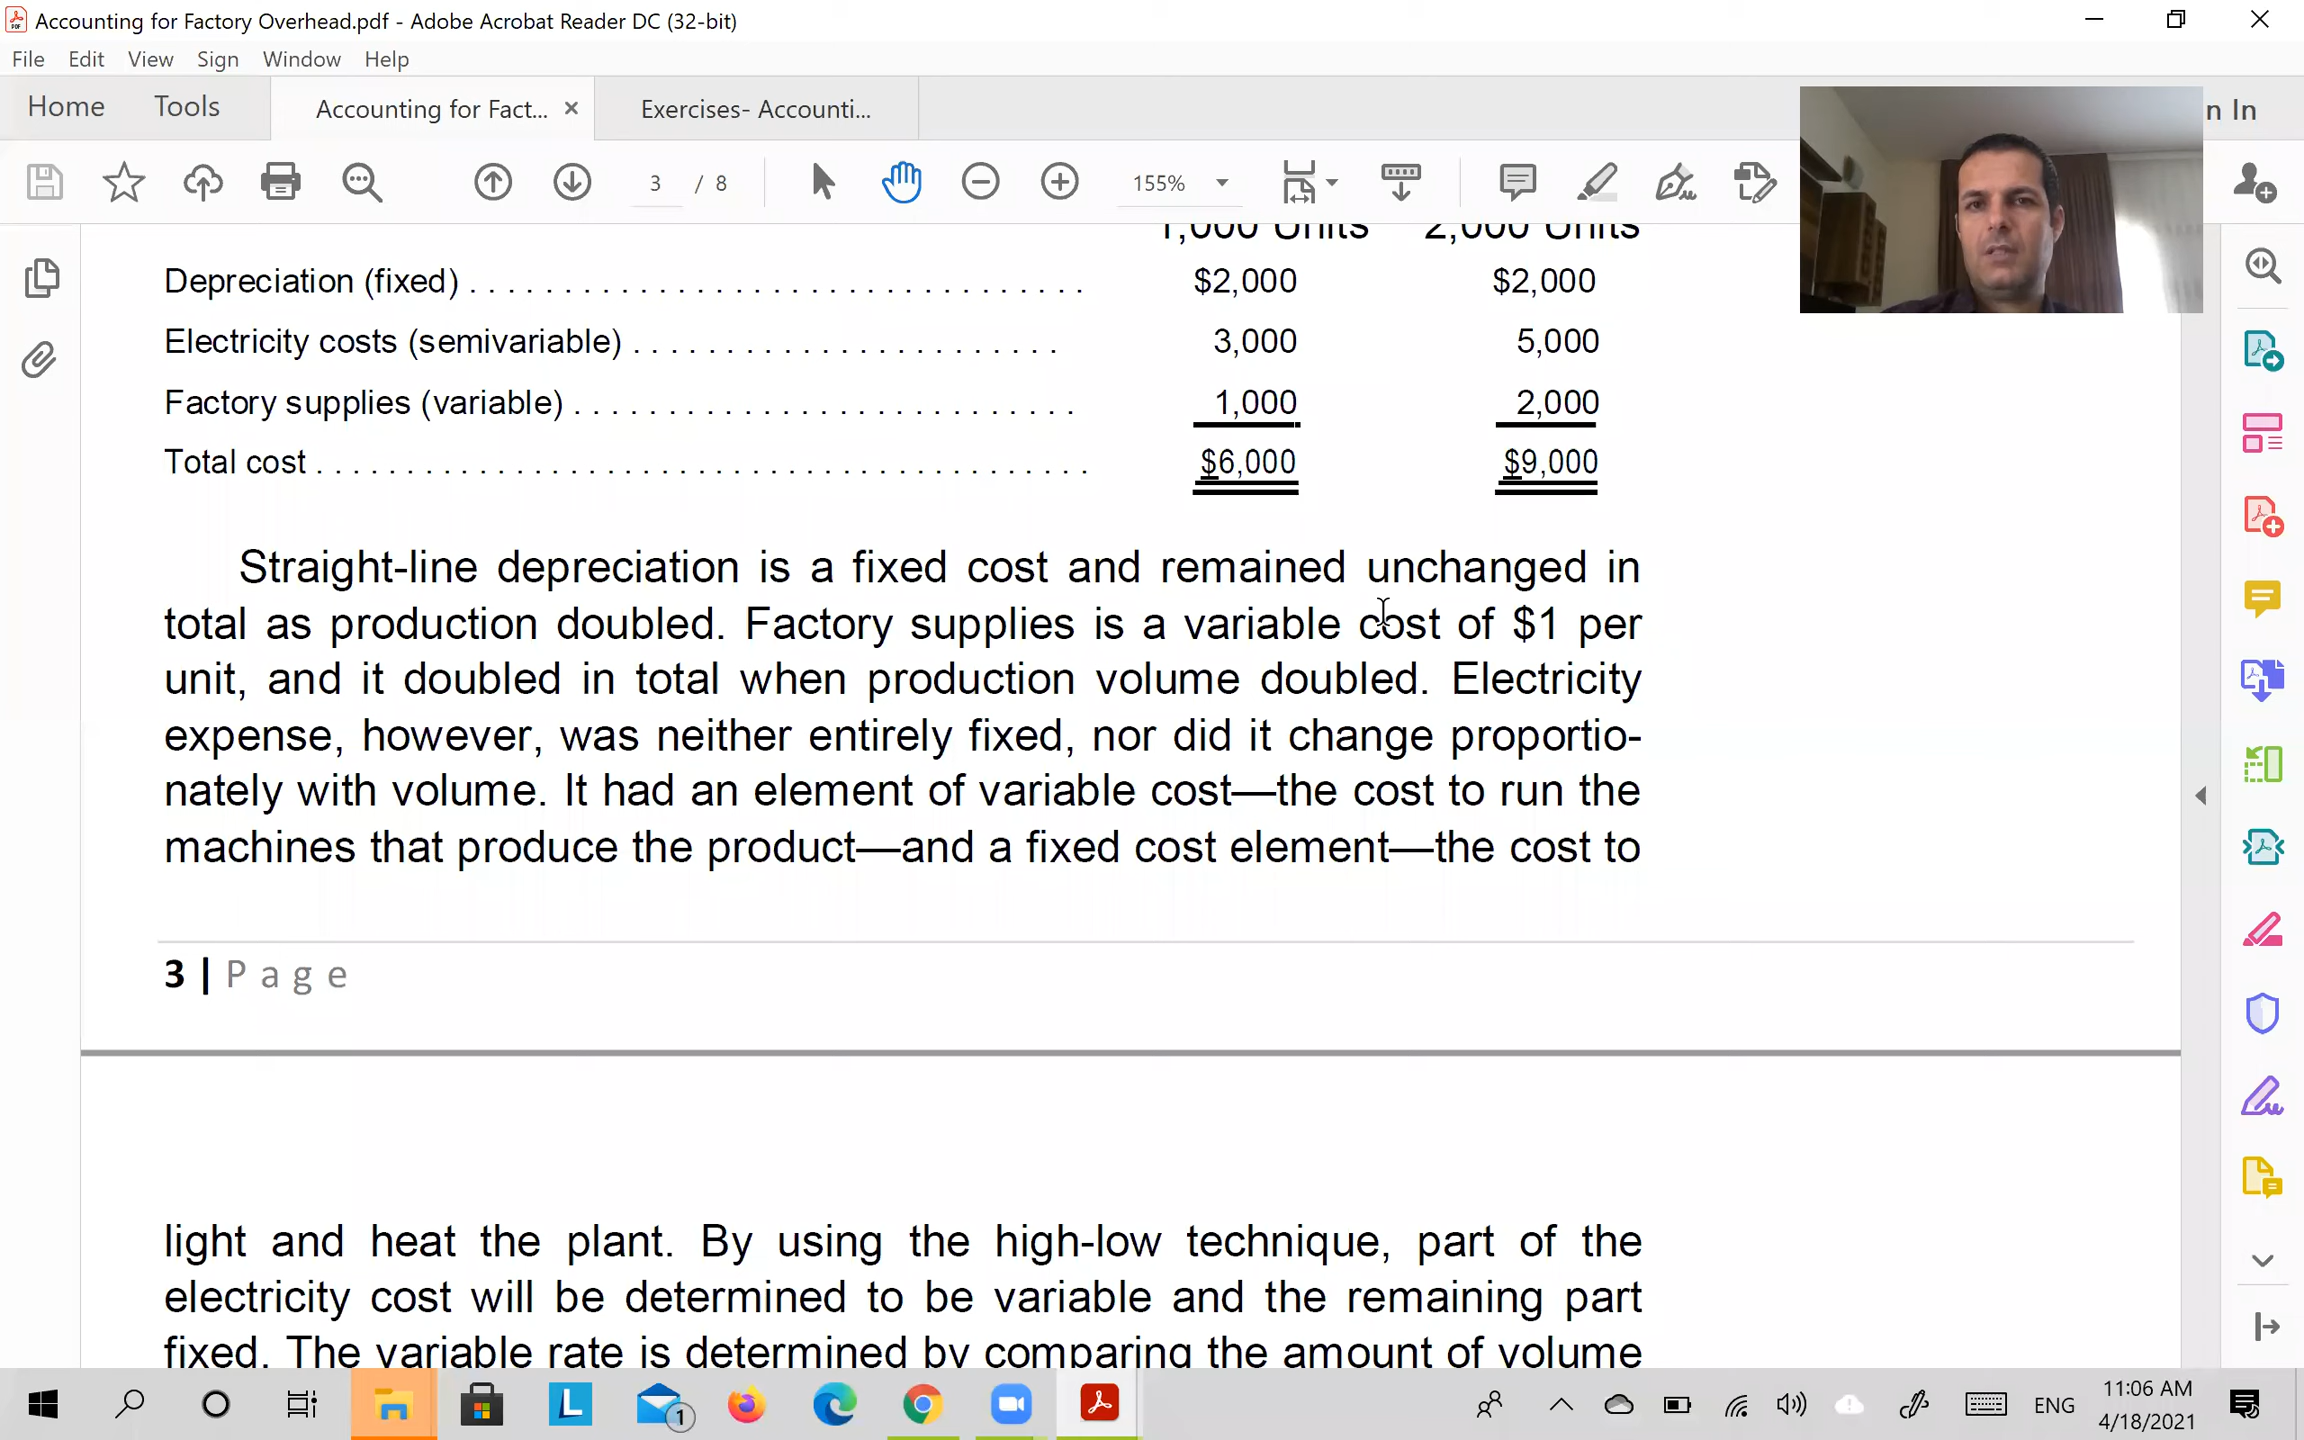 Accounting for Factory Overhead.pdf - Adobe Acrobat Reader DC (32-bit)
File Edit View Sign Window Help
Home Tools Accounting for Fact... × Exercises- Accounti... n In
3 / 8 155%
1,000 Units 2,000 Units
Depreciation (fixed) . . . . . . . . . . . . . . . . . . . . . . . . . . . . . . . . . $2,000 $2,000
Electricity costs (semivariable) . . . . . . . . . . . . . . . . . . . . . . . 3,000 5,000
Factory supplies (variable) . . . . . . . . . . . . . . . . . . . . . . . . . . . 1,000 2,000
Total cost . . . . . . . . . . . . . . . . . . . . . . . . . . . . . . . . . . . . . . . . . . $6,000 $9,000
Straight-line depreciation is a fixed cost and remained unchanged in
total as production doubled. Factory supplies is a variable cost of $1 per
unit, and it doubled in total when production volume doubled. Electricity
expense, however, was neither entirely fixed, nor did it change proportio-
nately with volume. It had an element of variable cost—the cost to run the
machines that produce the product—and a fixed cost element—the cost to
3 | Page
light and heat the plant. By using the high-low technique, part of the
electricity cost will be determined to be variable and the remaining part
fixed. The variable rate is determined by comparing the amount of volume
1 ENG 11:06 AM
4/18/2021